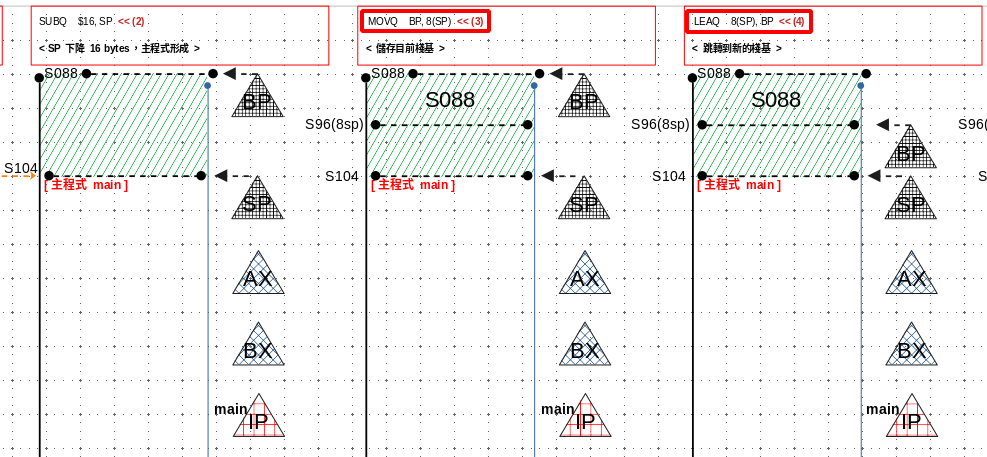 SUBQ $16, SP << (2)
< SP 下降 16 bytes，主程式形成 >
S088
BP
S104
[ 主程式 main ]
SP
AX
BX
main
IP
MOVQ BP, 8(SP) << (3)
< 儲存目前棧基 >
S088
S088
BP
S96(8sp)
S104
[ 主程式 main ]
SP
AX
BX
main
IP
LEAQ 8(SP), BP << (4)
< 跳轉到新的棧基 >
S088
S088
S96(8sp)
BP
S104
[ 主程式 main ]
SP
AX
BX
main
IP
S96(
S